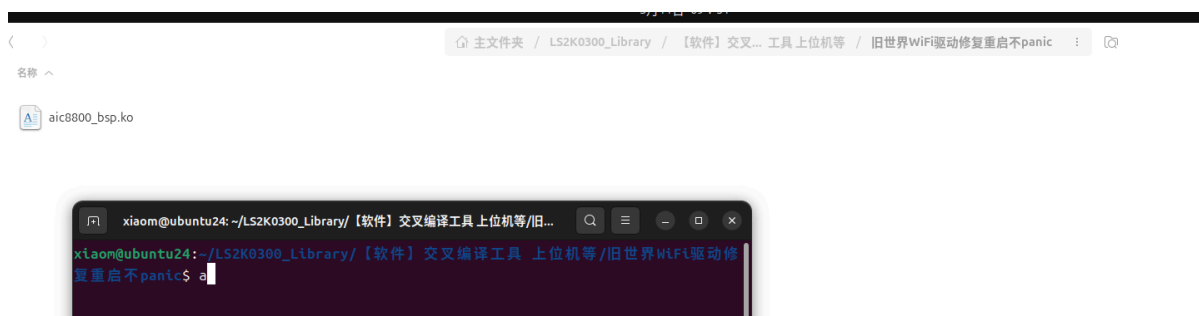 主文件夹 / LS2K0300_Library / 【软件】交叉... 工具 上位机等 / 旧世界WiFi驱动修复重启不panic
名称
aic8800_bsp.ko
xiaom@ubuntu24: ~/LS2K0300_Library/【软件】交叉编译工具 上位机等/旧...
xiaom@ubuntu24:~/LS2K0300_Library/【软件】交叉编译工具 上位机等/旧世界WiFi驱动修
复重启不panic$ a